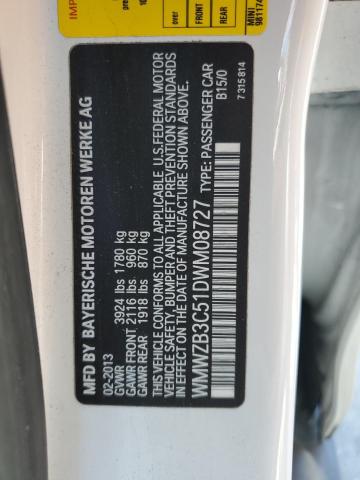 MFD BY BAYERISCHE MOTOREN WERKE AG
02-2013
GVWR 3924 lbs 1780 kg
GAWR FRONT 2116 lbs 960 kg
GAWR REAR 1918 lbs 870 kg
THIS VEHICLE CONFORMS TO ALL APPLICABLE U.S.FEDERAL MOTOR
VEHICLE SAFETY, BUMPER AND THEFT PREVENTION STANDARDS
IN EFFECT ON THE DATE OF MANUFACTURE SHOWN ABOVE.
WMWZB3C51DWM08727 TYPE: PASSENGER CAR
B15/0
7315814
over
FRONT
REAR
MINI